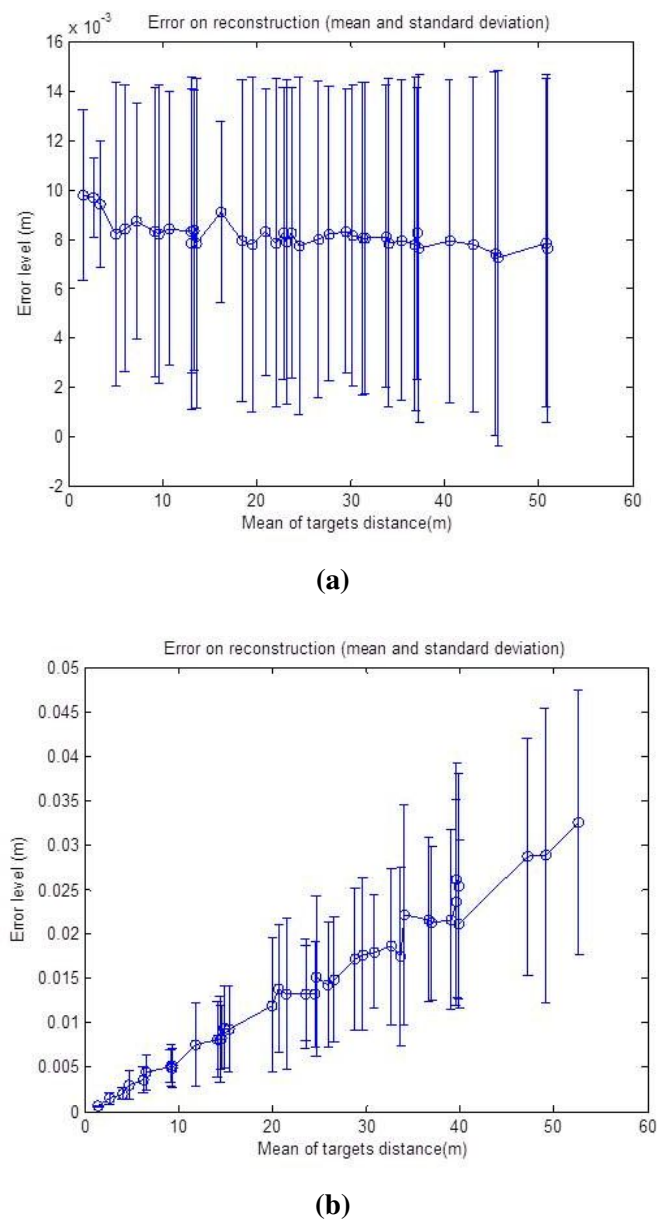 Error on reconstruction (mean and standard deviation)
x 10⁻³
16
14
12
10
8
6
4
2
0
-2
Error level (m)
0 10 20 30 40 50 60
Mean of targets distance(m)
(a)
Error on reconstruction (mean and standard deviation)
0.05
0.045
0.04
0.035
0.03
0.025
0.02
0.015
0.01
0.005
0
Error level (m)
0 10 20 30 40 50 60
Mean of targets distance(m)
(b)